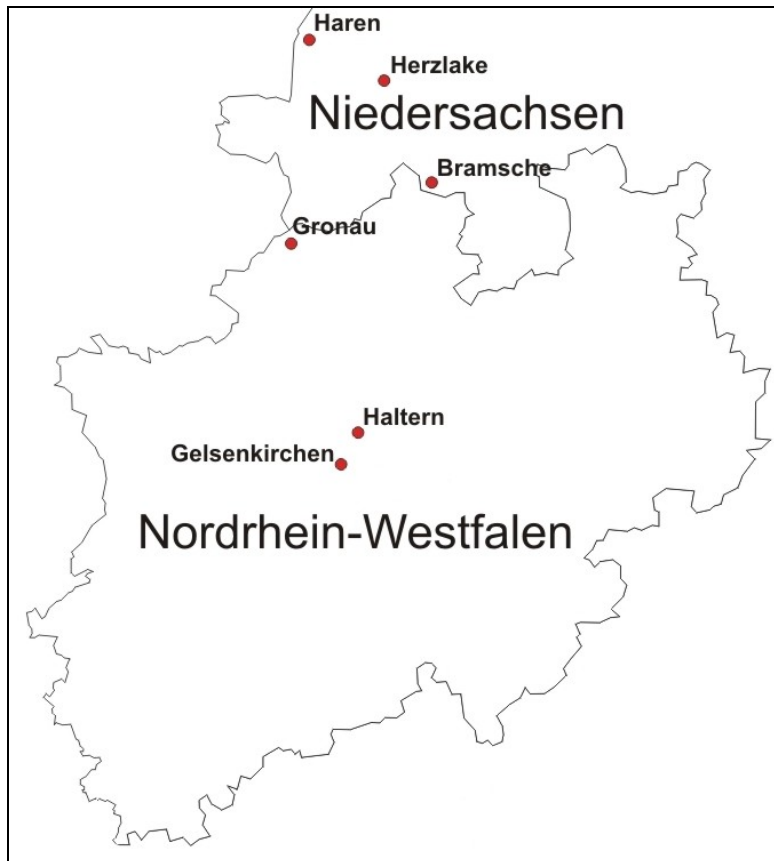 Haren
Herzlake
Niedersachsen
Bramsche
Gronau
Haltern
Gelsenkirchen
Nordrhein-Westfalen